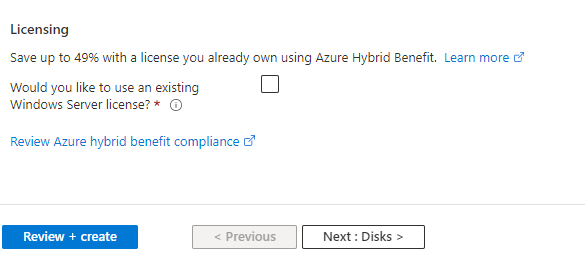 Licensing
Save up to 49% with a license you already own using Azure Hybrid Benefit. Learn more
Would you like to use an existing
Windows Server license? *
Review Azure hybrid benefit compliance
Review + create
< Previous
Next : Disks >